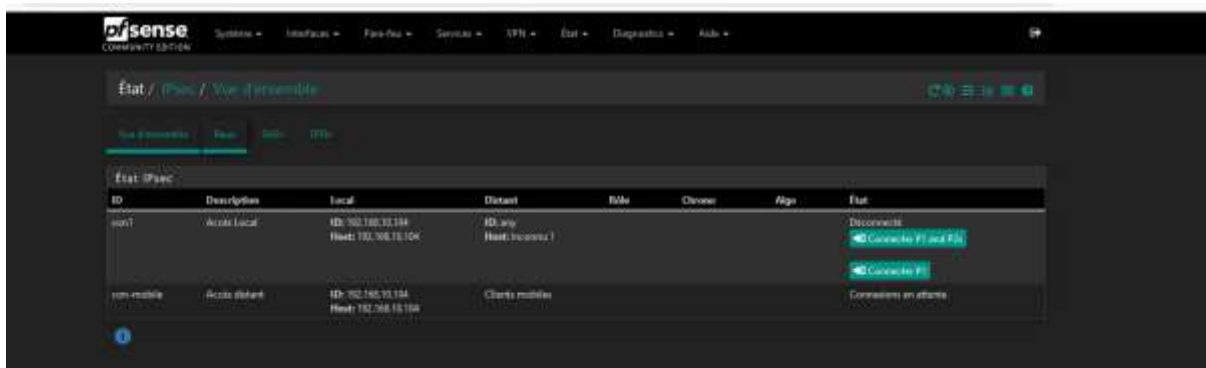 pfsense
COMMUNITY EDITION
Système Interfaces Pare-feu Services VPN État Diagnostics Aide
État / IPsec / Vue d'ensemble
Vue d'ensemble Baux SADs SPDs
État IPsec
ID Description Local Distant Rôle Chrono Algo État
con1 Accès Local ID: 192.168.10.104 ID: any Déconnecté
Host: 192.168.10.104 Host: Inconnu
Connecter P1 and P2s
Connecter P1
con-mobile Accès distant ID: 192.168.10.104 Clients mobiles Connexions en attente
Host: 192.168.10.104